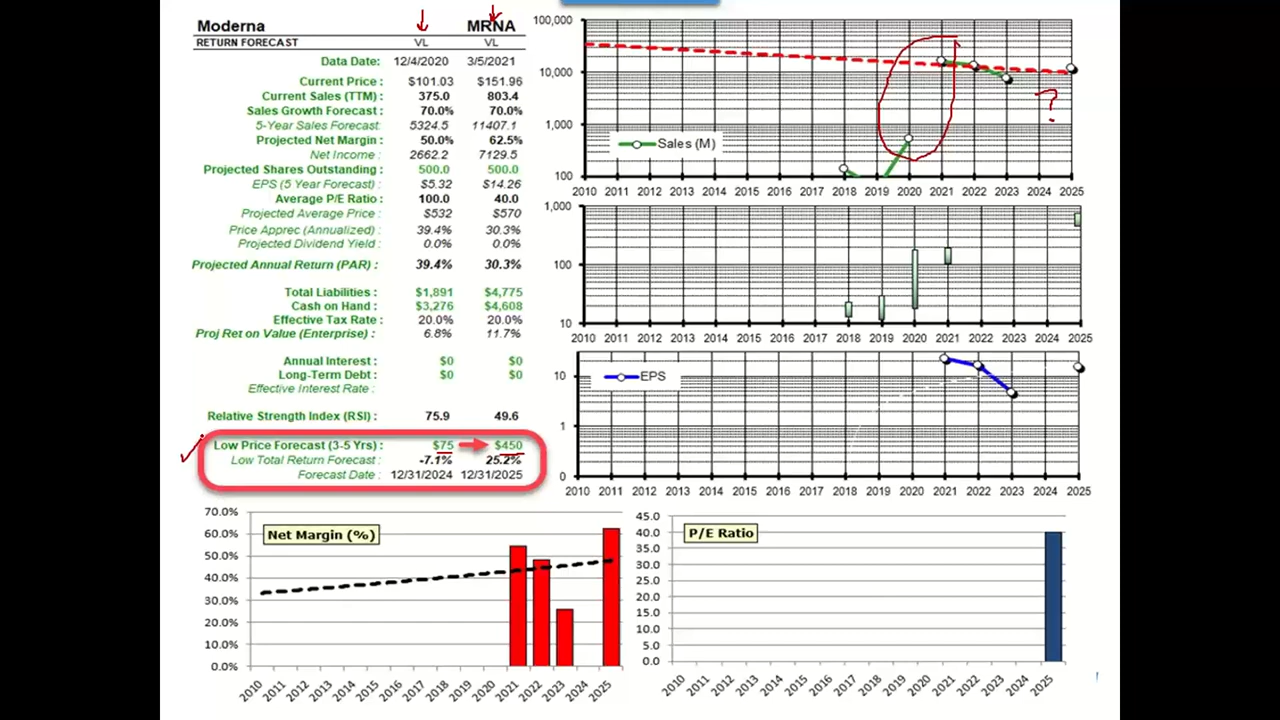 Moderna MRNA
RETURN FORECAST VL VL
Data Date: 12/4/2020 3/5/2021
Current Price : $101.03 $151.96
Current Sales (TTM) : 375.0 803.4
Sales Growth Forecast : 70.0% 70.0%
5-Year Sales Forecast: 5324.5 11407.1
Projected Net Margin : 50.0% 62.5%
Net Income : 2662.2 7129.5
Projected Shares Outstanding : 500.0 500.0
EPS (5 Year Forecast) : $5.32 $14.26
Average P/E Ratio : 100.0 40.0
Projected Average Price : $532 $570
Price Apprec (Annualized) : 39.4% 30.3%
Projected Dividend Yield : 0.0% 0.0%
Projected Annual Return (PAR) : 39.4% 30.3%
Total Liabilities : $1,891 $4,775
Cash on Hand : $3,276 $4,608
Effective Tax Rate : 20.0% 20.0%
Proj Ret on Value (Enterprise) : 6.8% 11.7%
Annual Interest : $0 $0
Long-Term Debt : $0 $0
Effective Interest Rate :
Relative Strength Index (RSI) : 75.9 49.6
Low Price Forecast (3-5 Yrs) : $75 $450
Low Total Return Forecast : -7.1% 25.2%
Forecast Date : 12/31/2024 12/31/2025
100,000
10,000
?
1,000
Sales (M)
100
2010 2011 2012 2013 2014 2015 2016 2017 2018 2019 2020 2021 2022 2023 2024 2025
1,000
100
10
2010 2011 2012 2013 2014 2015 2016 2017 2018 2019 2020 2021 2022 2023 2024 2025
10
EPS
1
0
2010 2011 2012 2013 2014 2015 2016 2017 2018 2019 2020 2021 2022 2023 2024 2025
70.0%
Net Margin (%)
60.0%
50.0%
40.0%
30.0%
20.0%
10.0%
0.0%
2010 2011 2012 2013 2014 2015 2016 2017 2018 2019 2020 2021 2022 2023 2024 2025
45.0
P/E Ratio
40.0
35.0
30.0
25.0
20.0
15.0
10.0
5.0
0.0
2010 2011 2012 2013 2014 2015 2016 2017 2018 2019 2020 2021 2022 2023 2024 2025